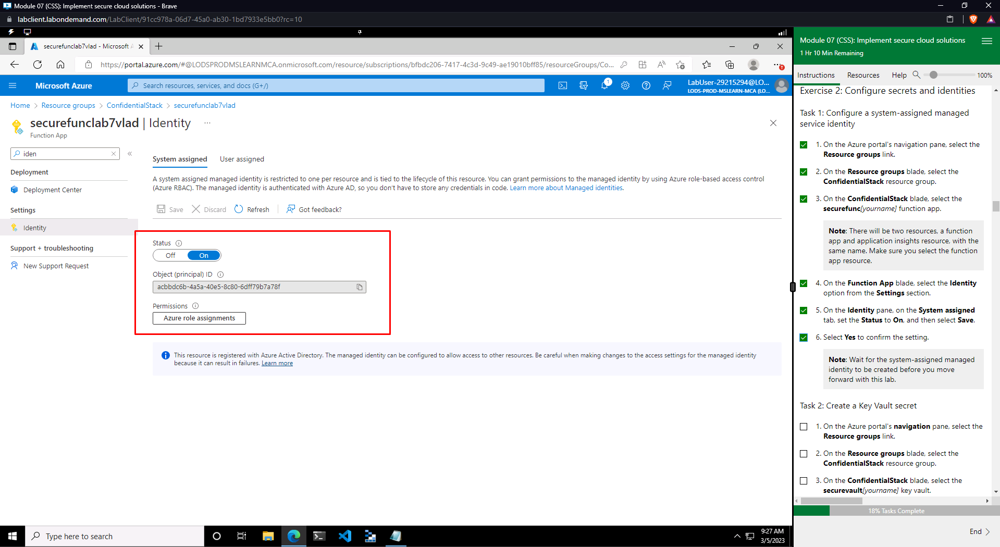 Module 07 (CSS): Implement secure cloud solutions - Brave
labclient.labondemand.com/LabClient/91cc978a-06d7-45a0-ab30-1bd7933e5bb0?rc=10
securefunclab7vlad - Microsoft A
https://portal.azure.com/#@LODSPRODMSLEARNMCA.onmicrosoft.com/resource/subscriptions/bfbdc206-7417-4c3d-9c49-ae19010bff85/resourceGroups/Co...
Microsoft Azure
Search resources, services, and docs (G+/)
1
LabUser-29215294@LO...
LODS-PROD-MSLEARN-MCA (LO...
Home > Resource groups > ConfidentialStack > securefunclab7vlad
securefunclab7vlad | Identity ...
Function App
iden
Deployment
Deployment Center
Settings
Identity
Support + troubleshooting
New Support Request
System assigned
User assigned
A system assigned managed identity is restricted to one per resource and is tied to the lifecycle of this resource. You can grant permissions to the managed identity by using Azure role-based access control
(Azure RBAC). The managed identity is authenticated with Azure AD, so you don't have to store any credentials in code. Learn more about Managed identities.
Save
Discard
Refresh
Got feedback?
Status
Off
On
Object (principal) ID
acbbdc6b-4a5a-40e5-8c80-6dff79b7a78f
Permissions
Azure role assignments
This resource is registered with Azure Active Directory. The managed identity can be configured to allow access to other resources. Be careful when making changes to the access settings for the managed identity
because it can result in failures. Learn more
Type here to search
9:27 AM
3/5/2023
Module 07 (CSS): Implement secure cloud solutions
1 Hr 10 Min Remaining
Instructions
Resources
Help
100%
Exercise 2: Configure secrets and identities
Task 1: Configure a system-assigned managed
service identity
1. On the Azure portal's navigation pane, select the
Resource groups link.
2. On the Resource groups blade, select the
ConfidentialStack resource group.
3. On the ConfidentialStack blade, select the
securefunc[yourname] function app.
Note: There will be two resources, a function
app and application insights resource, with the
same name. Make sure you select the function
app resource.
4. On the Function App blade, select the Identity
option from the Settings section.
5. On the Identity pane, on the System assigned
tab, set the Status to On, and then select Save.
6. Select Yes to confirm the setting.
Note: Wait for the system-assigned managed
identity to be created before you move
forward with this lab.
Task 2: Create a Key Vault secret
1. On the Azure portal's navigation pane, select the
Resource groups link.
2. On the Resource groups blade, select the
ConfidentialStack resource group.
3. On the ConfidentialStack blade, select the
securevault[yourname] key vault.
18% Tasks Complete
End